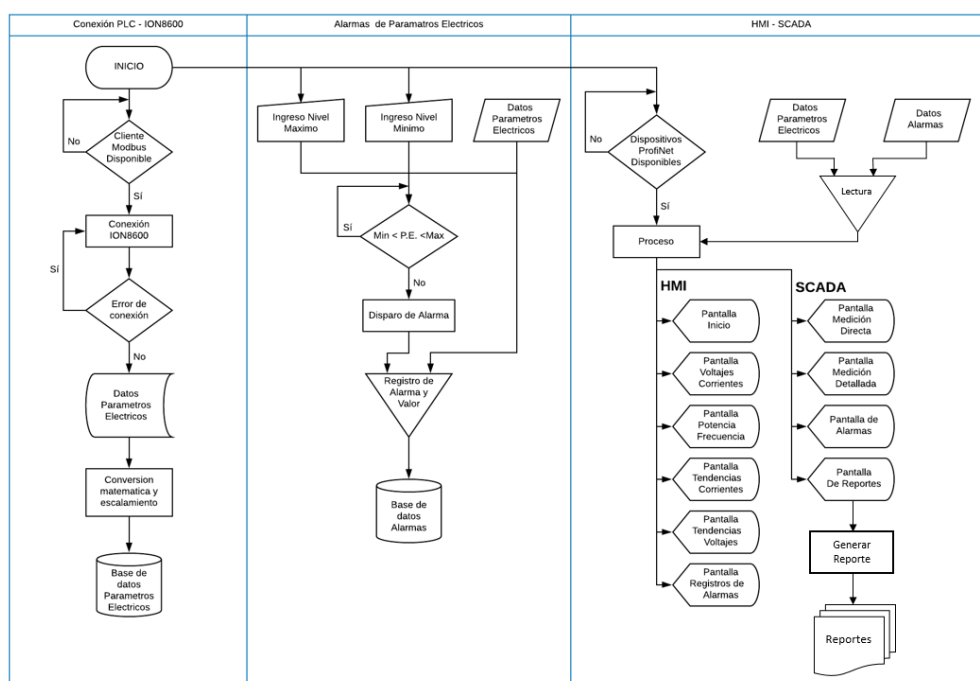 Conexión PLC - ION8600
Alarmas de Paramatros Electricos
HMI - SCADA
INICIO
No
Cliente
Modbus
Disponible
Sí
Conexión
ION8600
Sí
Error de
conexión
No
Datos
Parametros
Electricos
Conversion
matematica y
escalamiento
Base de
datos
Parametros
Electricos
Ingreso Nivel
Maximo
Ingreso Nivel
Minimo
Datos
Parametros
Electricos
Sí
Min < P.E. <Max
No
Disparo de Alarma
Registro de
Alarma y
Valor
Base de
datos
Alarmas
No
Dispositivos
ProfiNet
Disponibles
Sí
Datos
Parametros
Electricos
Datos
Alarmas
Lectura
Proceso
HMI
Pantalla
Inicio
Pantalla
Voltajes
Corrientes
Pantalla
Potencia
Frecuencia
Pantalla
Tendencias
Corrientes
Pantalla
Tendencias
Voltajes
Pantalla
Registros de
Alarmas
SCADA
Pantalla
Medición
Directa
Pantalla
Medición
Detallada
Pantalla de
Alarmas
Pantalla
De Reportes
Generar
Reporte
Reportes